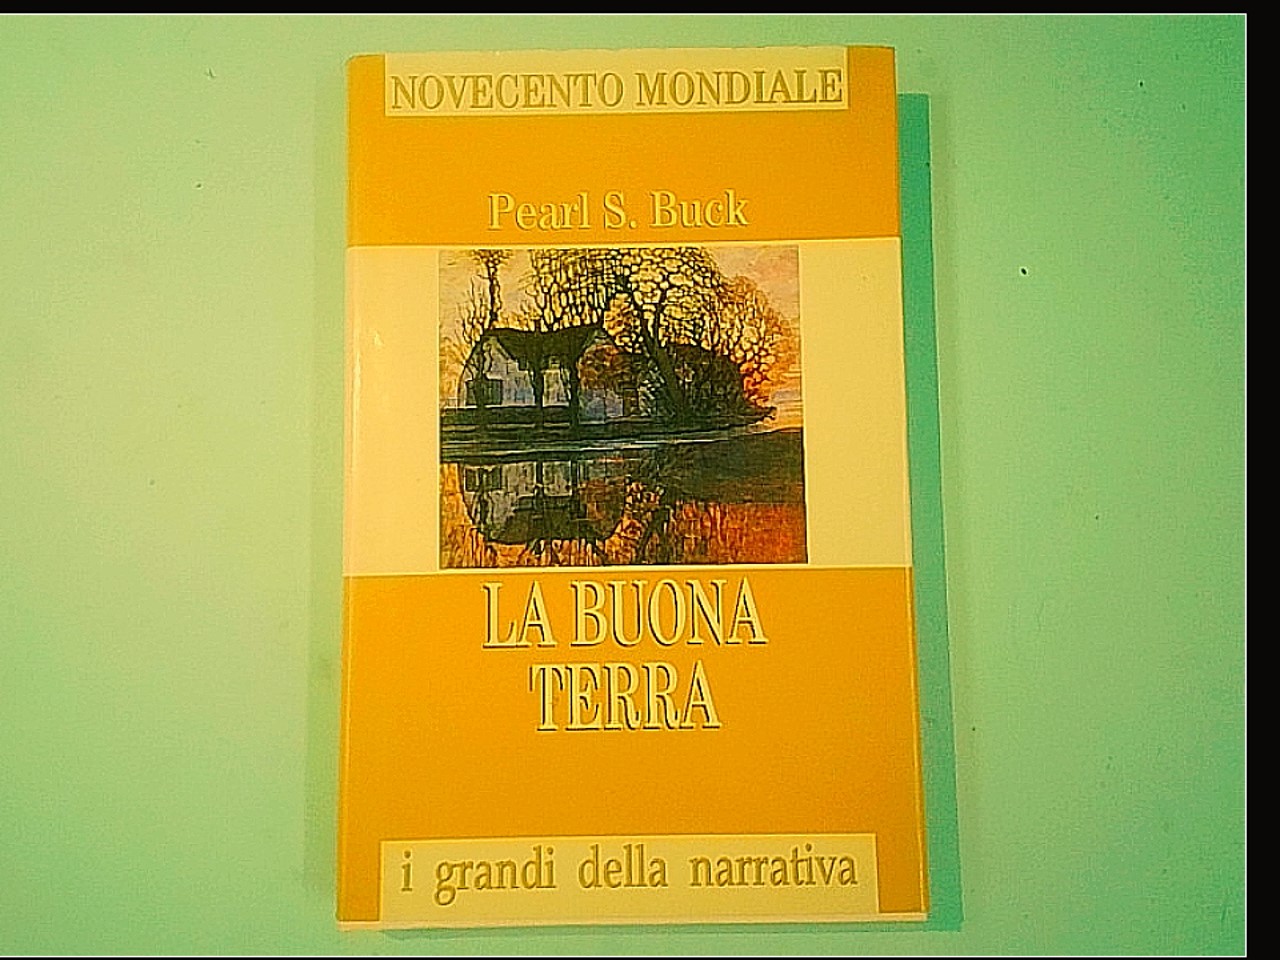 NOVECENTO MONDIALE
Pearl S. Buck
LA BUONA
TERRA
i grandi della narrativa